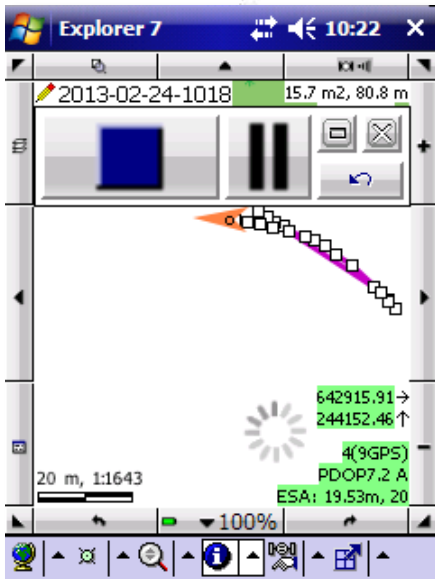 Explorer 7 10:22
2013-02-24-1018 15.7 m2, 80.8 m
642915.91→
244152.46↑
4(9GPS)
20 m, 1:1643 PDOP7.2 A
ESA: 19.53m, 20
100%